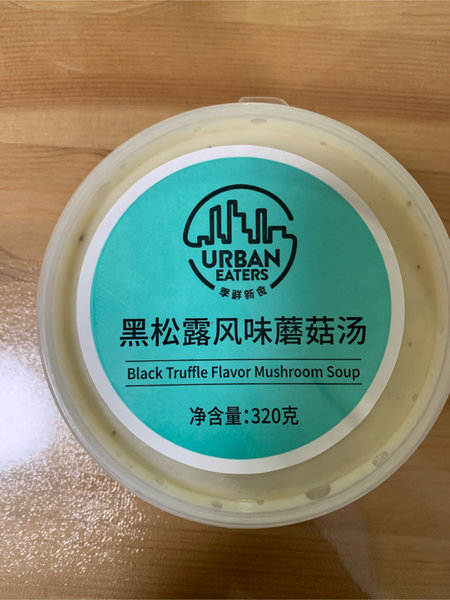 URBAN
EATERS
季鲜新食
黑松露风味蘑菇汤
Black Truffle Flavor Mushroom Soup
净含量:320克